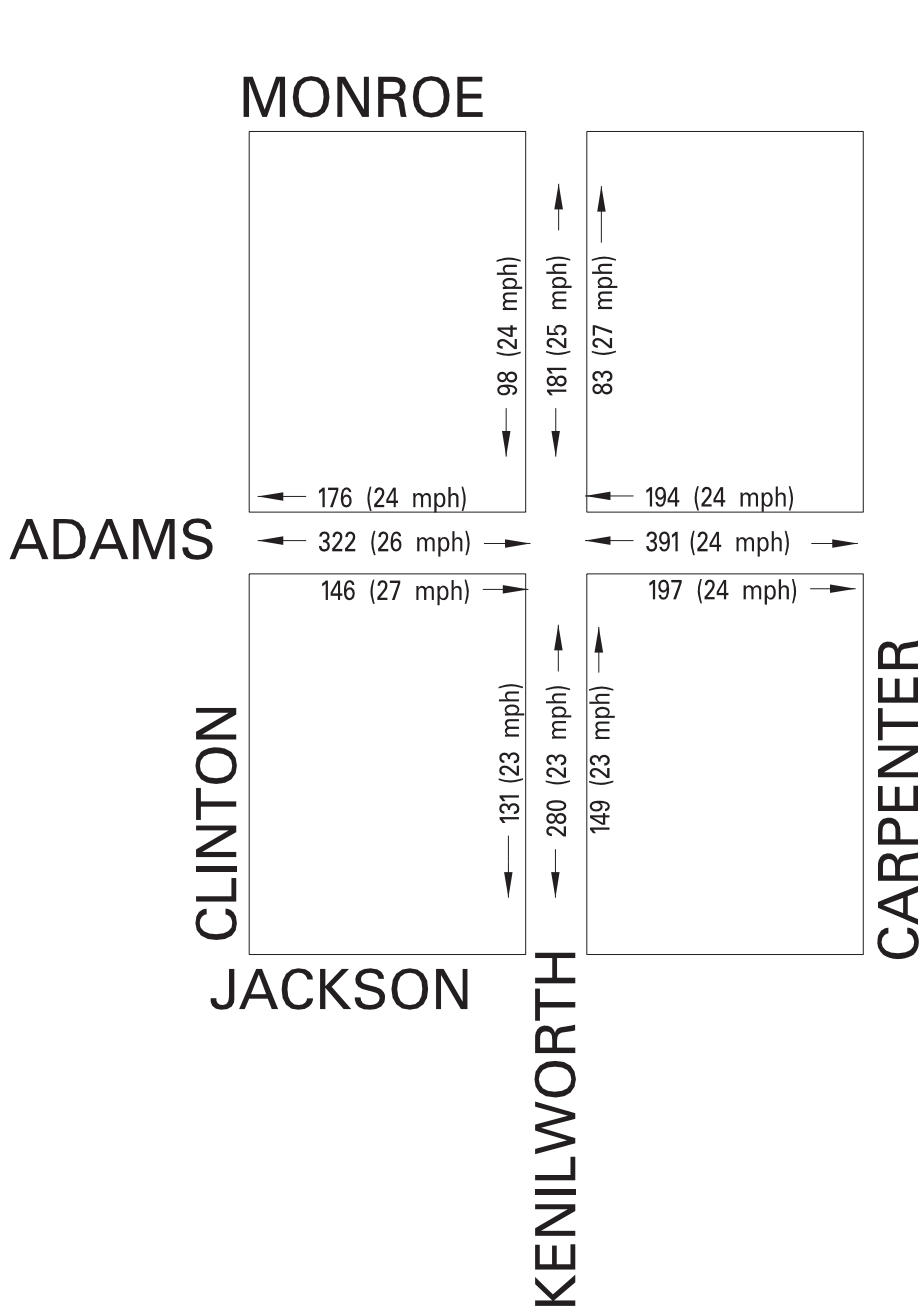 MONROE
98 (24 mph)
181 (25 mph)
83 (27 mph)
176 (24 mph)
194 (24 mph)
ADAMS
322 (26 mph)
391 (24 mph)
146 (27 mph)
197 (24 mph)
CLINTON
131 (23 mph)
280 (23 mph)
149 (23 mph)
CARPENTER
JACKSON
KENILWORTH